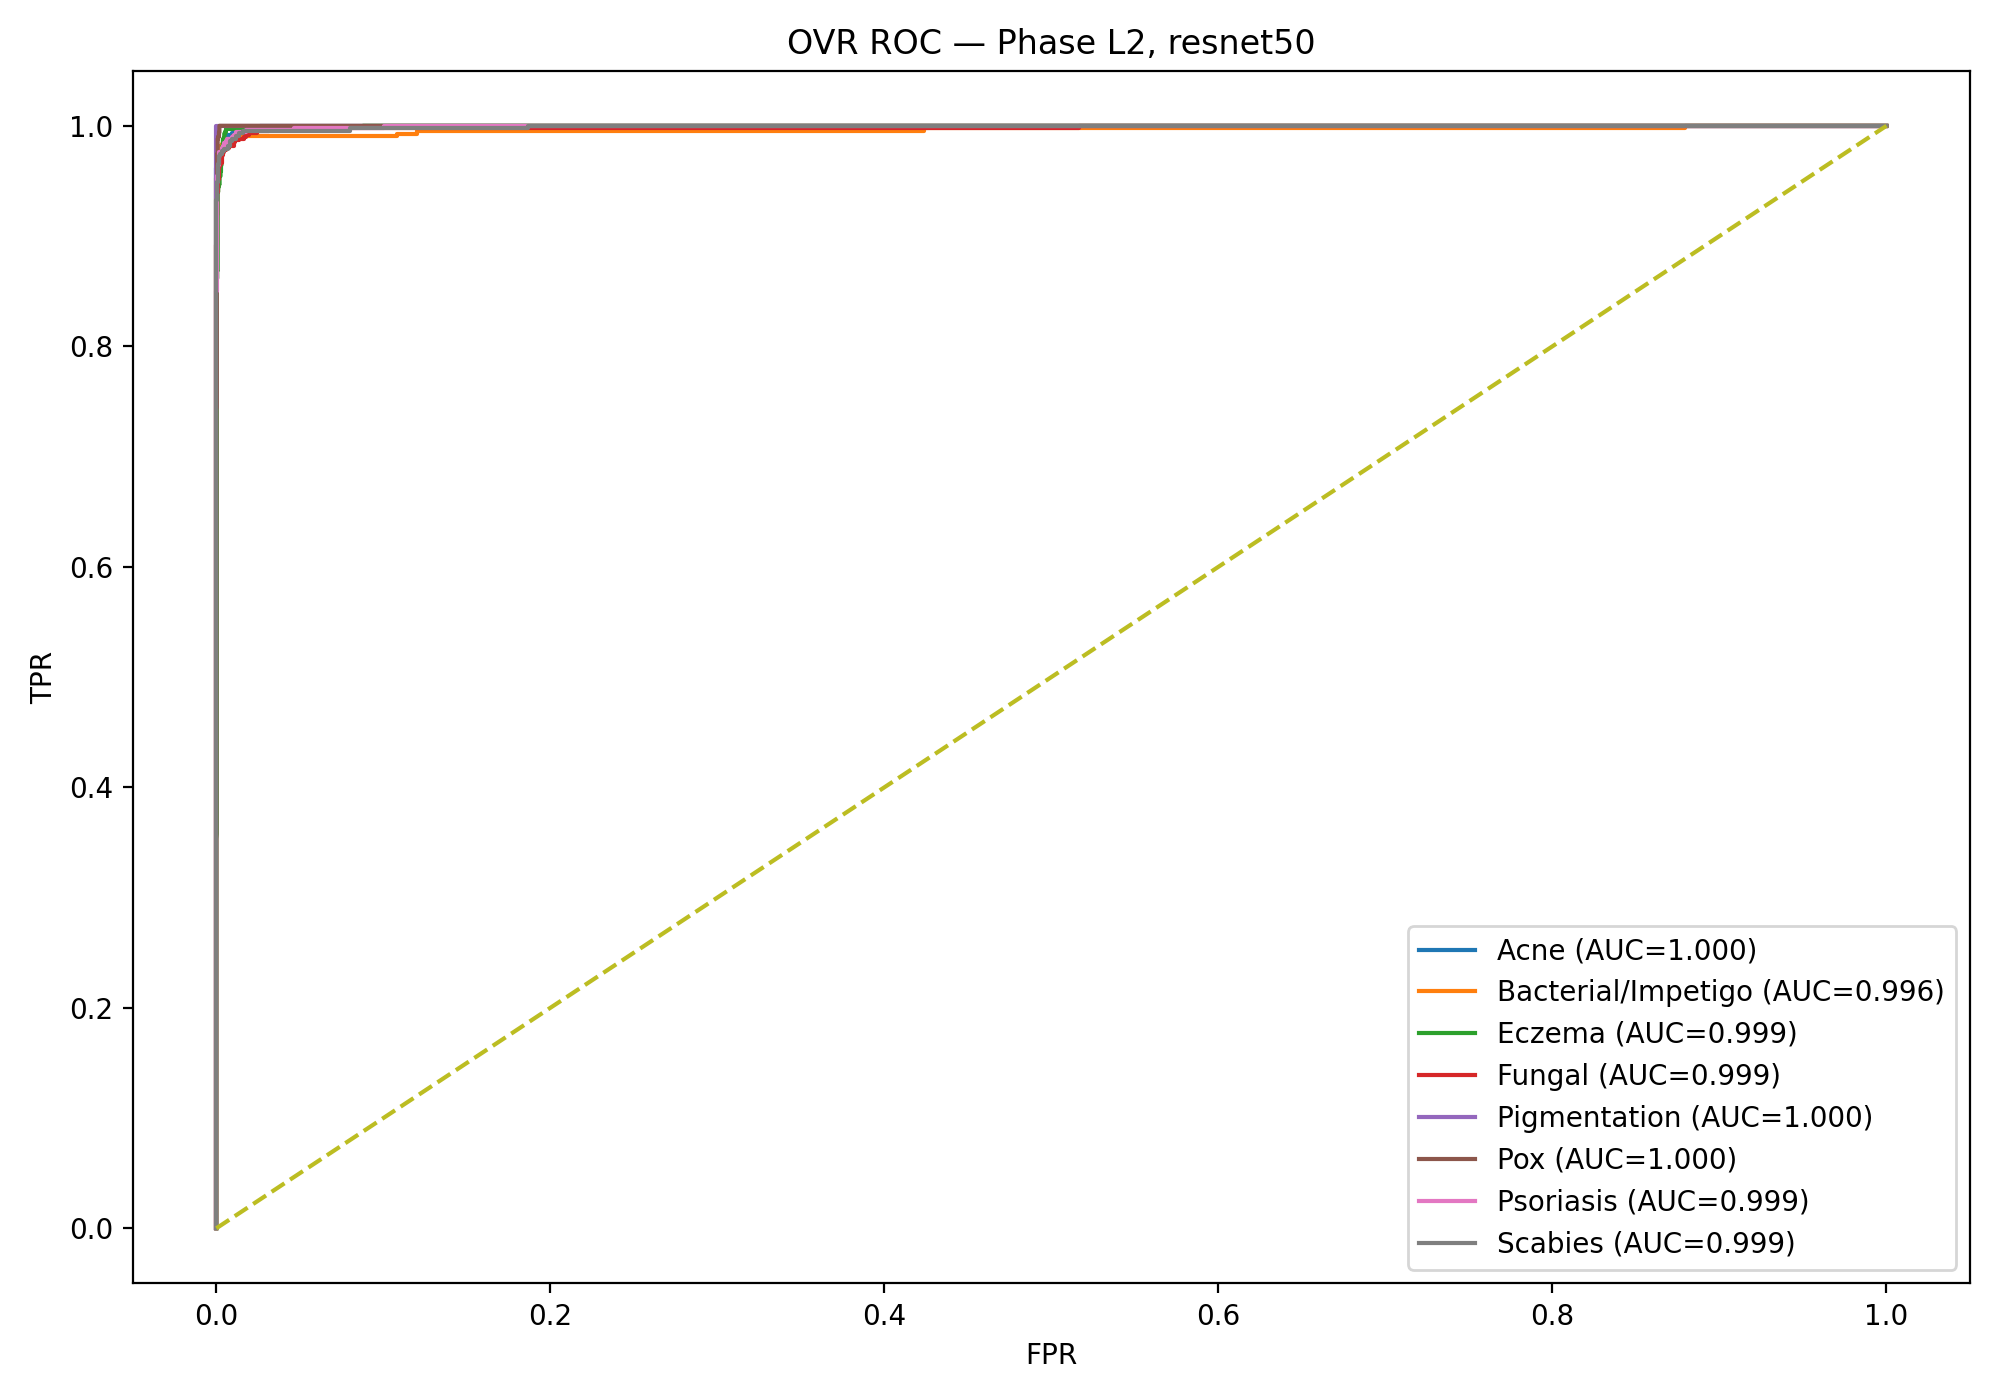 OVR ROC — Phase L2, resnet50
1.0
0.8
0.6
0.4
0.2
0.0
TPR
0.0 0.2 0.4 0.6 0.8 1.0
FPR
Acne (AUC=1.000)
Bacterial/Impetigo (AUC=0.996)
Eczema (AUC=0.999)
Fungal (AUC=0.999)
Pigmentation (AUC=1.000)
Pox (AUC=1.000)
Psoriasis (AUC=0.999)
Scabies (AUC=0.999)